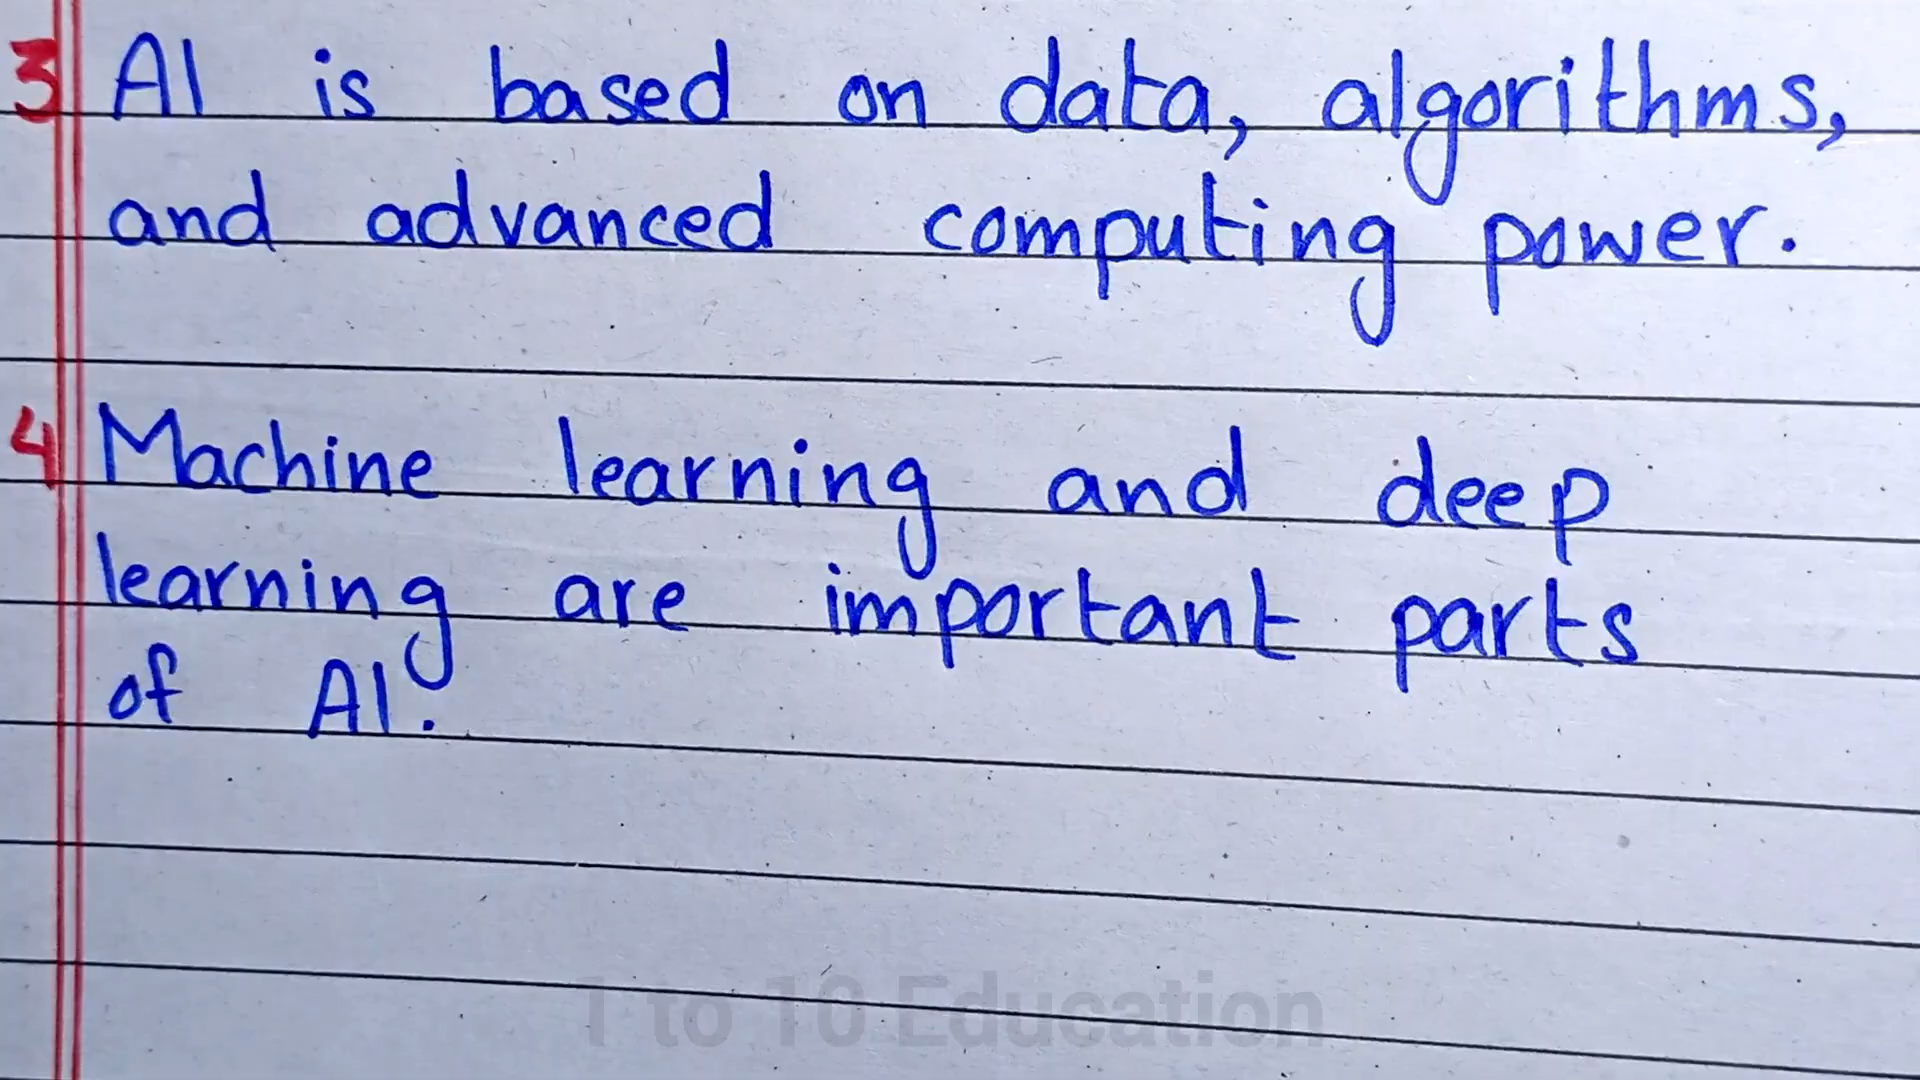 3 AI is based on data, algorithms,
and advanced computing power.
4 Machine learning and deep
learning are important parts
of AI.
1 to 10 Education